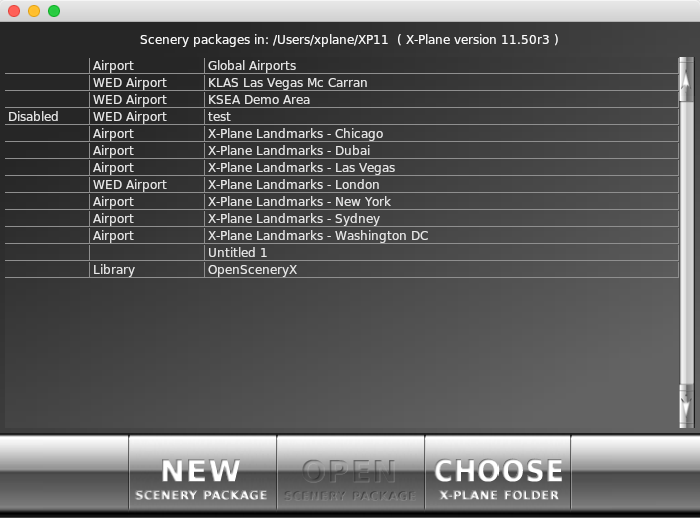 Scenery packages in: /Users/xplane/XP11 ( X-Plane version 11.50r3 )
Airport Global Airports
WED Airport KLAS Las Vegas Mc Carran
WED Airport KSEA Demo Area
Disabled WED Airport test
Airport X-Plane Landmarks - Chicago
Airport X-Plane Landmarks - Dubai
Airport X-Plane Landmarks - Las Vegas
WED Airport X-Plane Landmarks - London
Airport X-Plane Landmarks - New York
Airport X-Plane Landmarks - Sydney
Airport X-Plane Landmarks - Washington DC
Untitled 1
Library OpenSceneryX
NEW OPEN CHOOSE
SCENERY PACKAGE SCENERY PACKAGE X-PLANE FOLDER